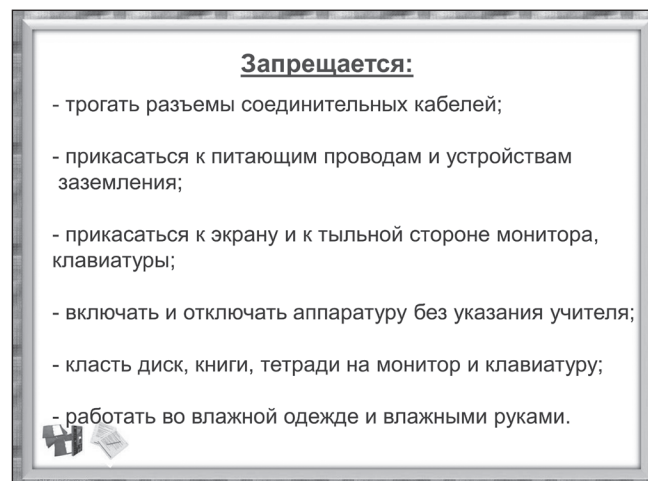 Запрещается:
- трогать разъемы соединительных кабелей;
- прикасаться к питающим проводам и устройствам
заземления;
- прикасаться к экрану и к тыльной стороне монитора,
клавиатуры;
- включать и отключать аппаратуру без указания учителя;
- класть диск, книги, тетради на монитор и клавиатуру;
- работать во влажной одежде и влажными руками.